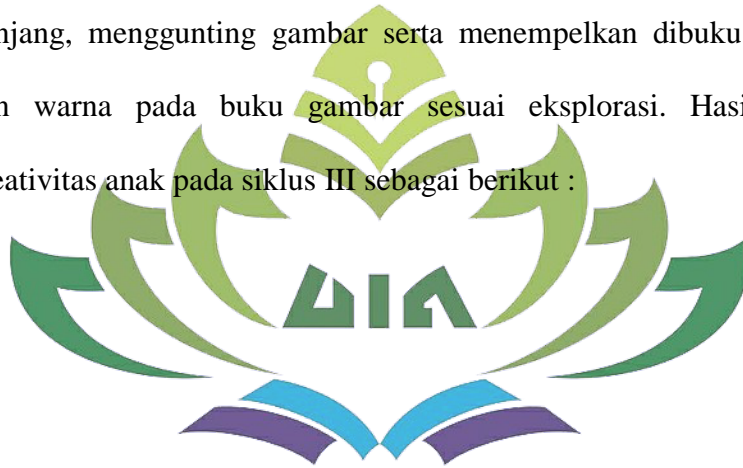 njang, menggunting gambar serta menempelkan dibuku
n warna pada buku gambar sesuai eksplorasi. Hasi
eativitas anak pada siklus III sebagai berikut :
UIN